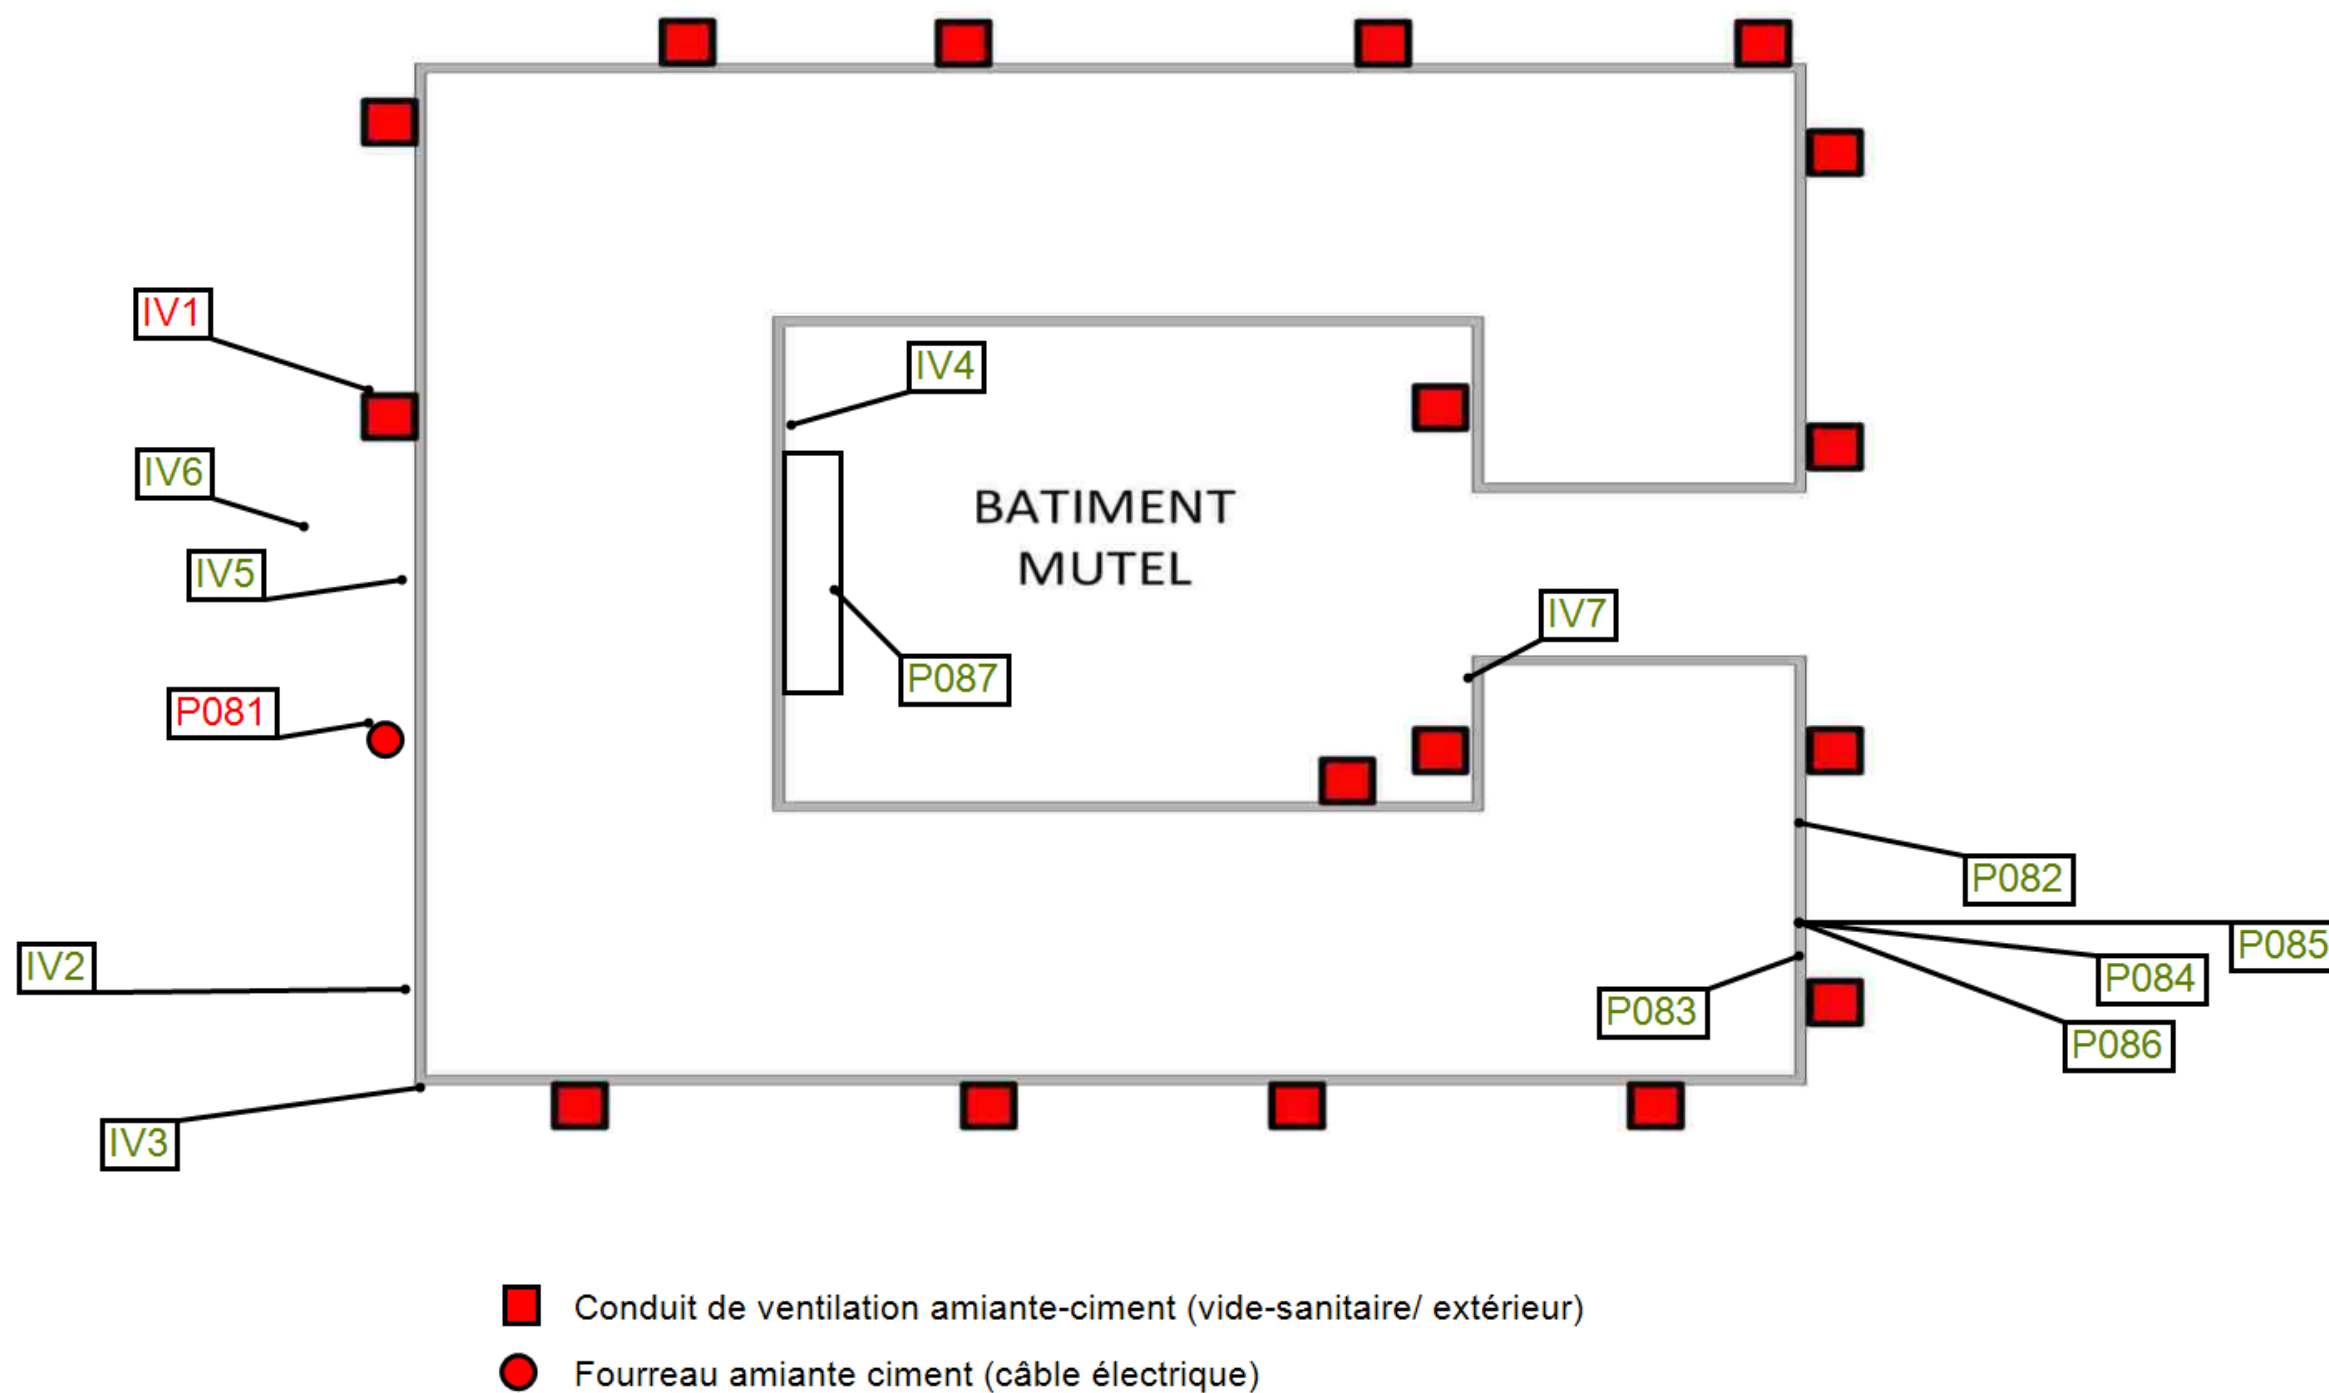 IV1
IV4
IV6
BATIMENT
MUTEL
IV5
IV7
P087
P081
P082
P085
IV2
P084
P083
P086
IV3
Conduit de ventilation amiante-ciment (vide-sanitaire/ extérieur)
Fourreau amiante ciment (câble électrique)